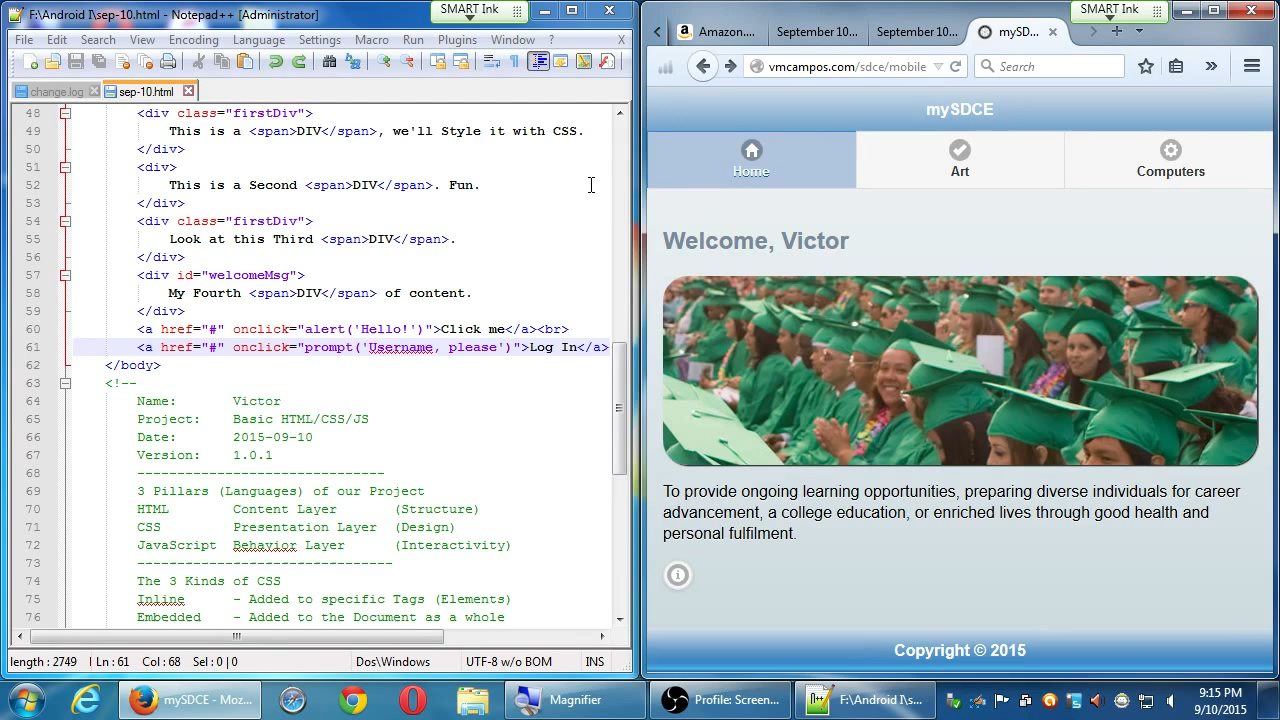 F:\Android I\sep-10.html - Notepad++ [Administrator]
SMART Ink
File Edit Search View Encoding Language Settings Macro Run Plugins Window ? X
change.log sep-10.html
48 <div class="firstDiv">
49 This is a <span>DIV</span>, we'll Style it with CSS.
50 </div>
51 <div>
52 This is a Second <span>DIV</span>. Fun.
53 </div>
54 <div class="firstDiv">
55 Look at this Third <span>DIV</span>.
56 </div>
57 <div id="welcomeMsg">
58 My Fourth <span>DIV</span> of content.
59 </div>
60 <a href="#" onclick="alert('Hello!')">Click me</a><br>
61 <a href="#" onclick="prompt('Username, please')">Log In</a>
62 </body>
63 <!--
64 Name: Victor
65 Project: Basic HTML/CSS/JS
66 Date: 2015-09-10
67 Version: 1.0.1
68 -------------------------------
69 3 Pillars (Languages) of our Project
70 HTML Content Layer (Structure)
71 CSS Presentation Layer (Design)
72 JavaScript Behavior Layer (Interactivity)
73 --------------------------------
74 The 3 Kinds of CSS
75 Inline - Added to specific Tags (Elements)
76 Embedded - Added to the Document as a whole
length : 2749 Ln : 61 Col : 68 Sel : 0 | 0 Dos\Windows UTF-8 w/o BOM INS
SMART Ink
Amazon.... September 10... September 10... mySD...
vmcampos.com/sdce/mobile Search
mySDCE
Home Art Computers
Welcome, Victor
To provide ongoing learning opportunities, preparing diverse individuals for career
advancement, a college education, or enriched lives through good health and
personal fulfilment.
Copyright © 2015
mySDCE - Moz... Magnifier Profile: Screen... F:\Android I\s...
9:15 PM
9/10/2015